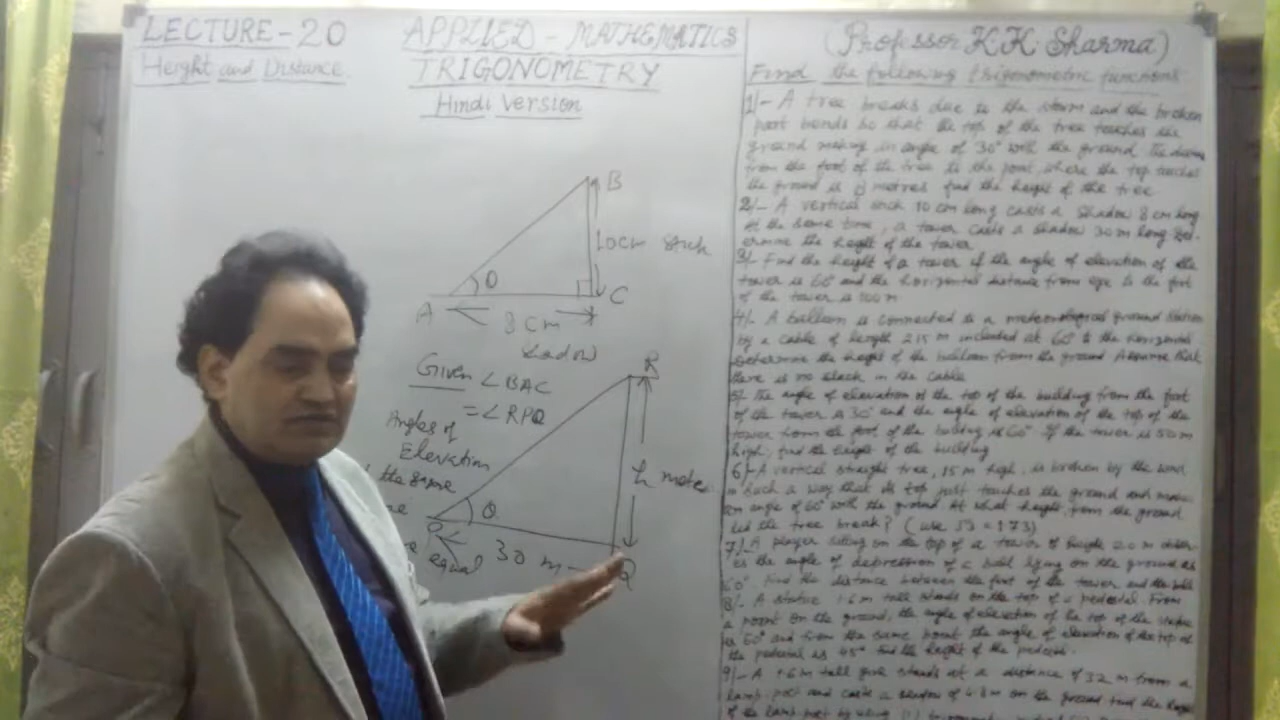 LECTURE-20
Height and Distance
APPLIED-MATHEMATICS
TRIGONOMETRY
Hindi Version
(Professor K.K. Sharma)
B
10cm stick
θ
A
C
8 cm
shadow
Given ∠BAC
= ∠RPQ
Angles of
Elevation
the same
equal
R
h mete
θ
P
30 m
Q
Find the following trigonometric functions
1/- A tree breaks due to the storm and the broken
part bends so that the top of the tree touches the
ground making an angle of 30° with the ground. The
from the foot of the tree to the point where the top touches
the ground is 8 metres find the height of the tree
2/- A vertical stick 10 cm long casts a shadow 8 cm long
At the same time, a tower casts a shadow 30 m long Det-
ermine the height of the tower
3/- Find the height of a tower if the angle of elevation of the
tower is 60° and the horizontal distance from eye to the foot
of the tower is 100 m
4/- A balloon is connected to a meteorological ground station
by a cable of length 215 m inclined at 60° to the horizontal
Determine the height of the balloon from the ground Assume that
there is no slack in the cable
5/- The angle of elevation of the top of the building from the foot
of the tower is 30° and the angle of elevation of the top of the
tower from the foot of the building is 60° If the tower is 50 m
high, find the height of the building
6/- A vertical straight tree, 15 m high, is broken by the wind
in such a way that its top just touches the ground and make
an angle of 60° with the ground At what height from the ground
did the tree break? (use √3 = 1.73)
7/- A player sitting on the top of a tower of height 20 m
the angle of depression of a ball lying on the ground as
60° Find the distance between the foot of the tower and the ball
8/- A statue 1.6 m tall stands on the top of a pedestal. From
a point on the ground, the angle of elevation of the top of the statue
is 60° and from the same point the angle of elevation of the top of
the pedestal is 45° find the height of the pedestal.
9/- A 1.6 m tall girl stands at a distance of 3.2 m from a
lamp-post and casts a shadow of 4.8 m on the ground find the height
of the lamp-post by using